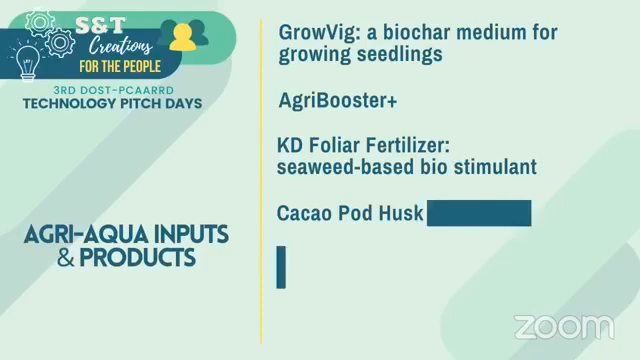 S&T
Creations
FOR THE PEOPLE
3RD DOST-PCAARRD
TECHNOLOGY PITCH DAYS
AGRI-AQUA INPUTS
& PRODUCTS
GrowVig: a biochar medium for
growing seedlings
AgriBooster+
KD Foliar Fertilizer:
seaweed-based bio stimulant
Cacao Pod Husk
zoom